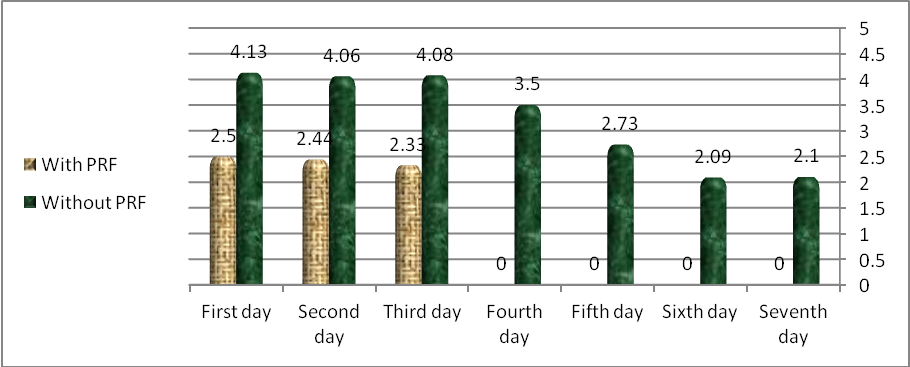 With PRF
Without PRF
4.13
4.06
4.08
3.5
2.73
2.09
2.1
2.5
2.44
2.33
0
0
0
0
5
4.5
4
3.5
3
2.5
2
1.5
1
0.5
0
First day
Second
day
Third day
Fourth
day
Fifth day
Sixth day
Seventh
day